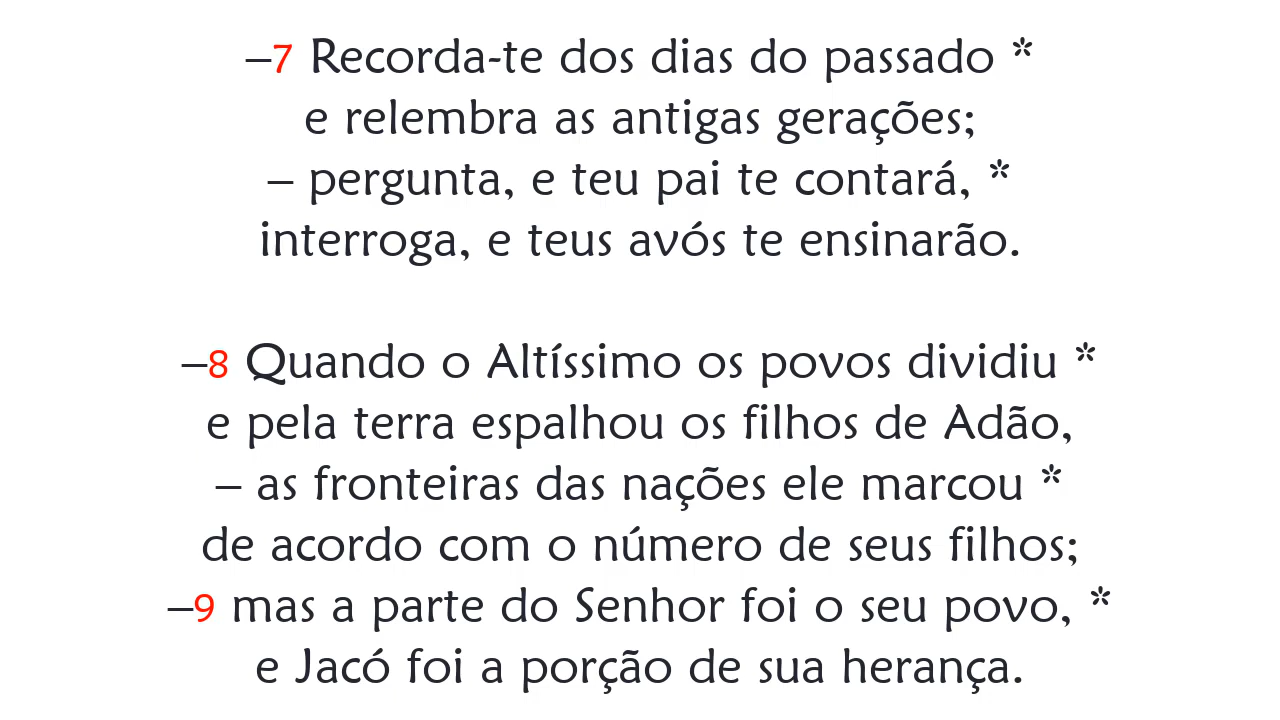 –7 Recorda-te dos dias do passado *
e relembra as antigas gerações;
– pergunta, e teu pai te contará, *
interroga, e teus avós te ensinarão.
–8 Quando o Altíssimo os povos dividiu *
e pela terra espalhou os filhos de Adão,
– as fronteiras das nações ele marcou *
de acordo com o número de seus filhos;
–9 mas a parte do Senhor foi o seu povo, *
e Jacó foi a porção de sua herança.